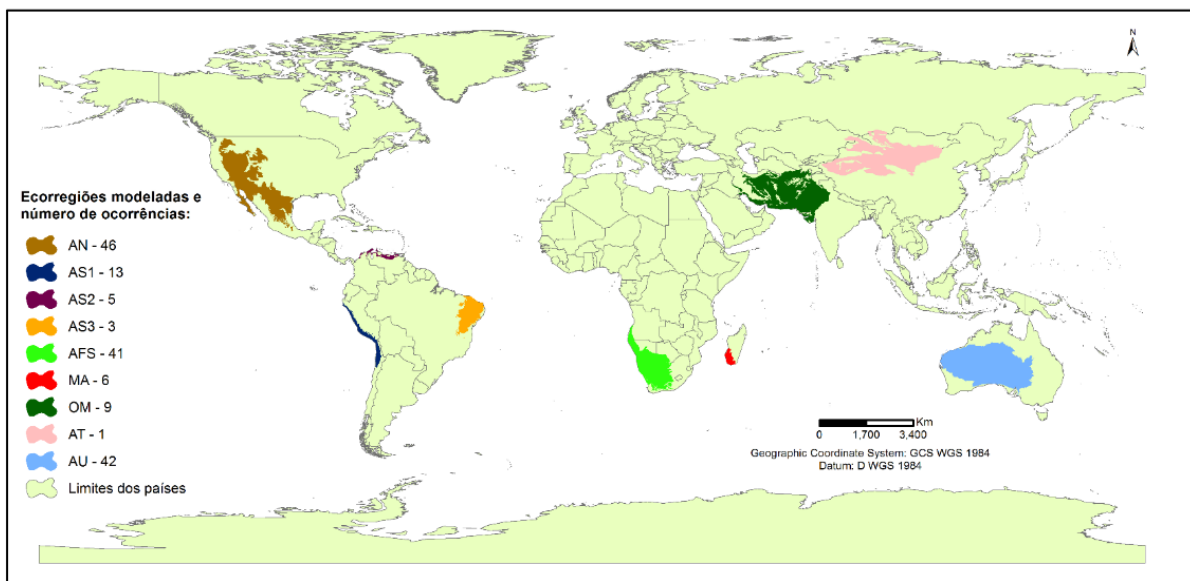 N
Ecorregiões modeladas e
número de ocorrências:
AN - 46
AS1 - 13
AS2 - 5
AS3 - 3
AFS - 41
MA - 6
OM - 9
AT - 1
AU - 42
Limites dos países
Km
0 1,700 3,400
Geographic Coordinate System: GCS WGS 1984
Datum: D WGS 1984